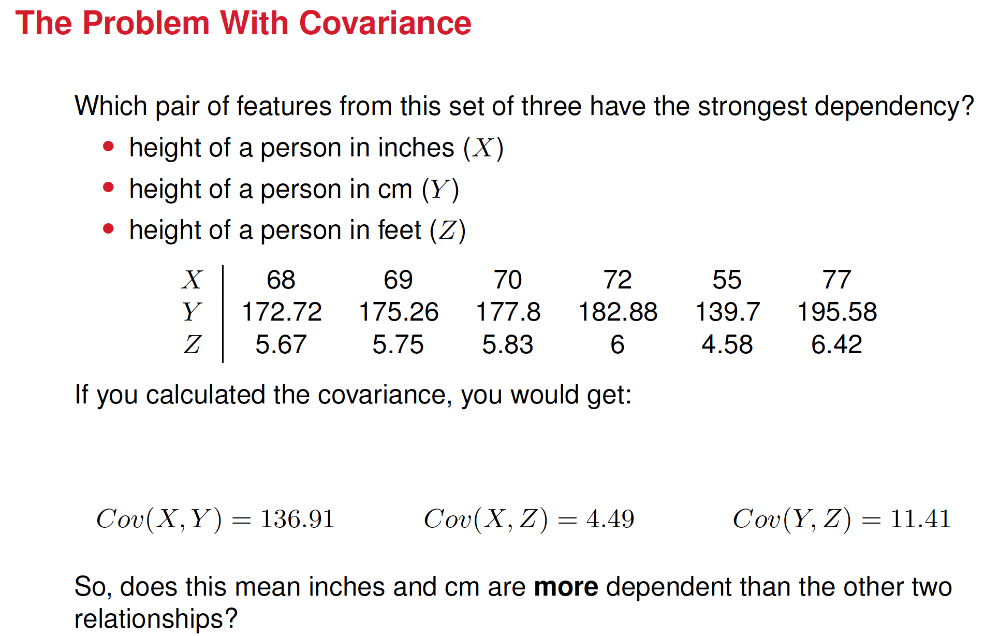 The Problem With Covariance
Which pair of features from this set of three have the strongest dependency?
• height of a person in inches (X)
• height of a person in cm (Y)
• height of a person in feet (Z)
X 68 69 70 72 55 77
Y 172.72 175.26 177.8 182.88 139.7 195.58
Z 5.67 5.75 5.83 6 4.58 6.42
If you calculated the covariance, you would get:
Cov(X, Y) = 136.91 Cov(X, Z) = 4.49 Cov(Y, Z) = 11.41
So, does this mean inches and cm are more dependent than the other two
relationships?